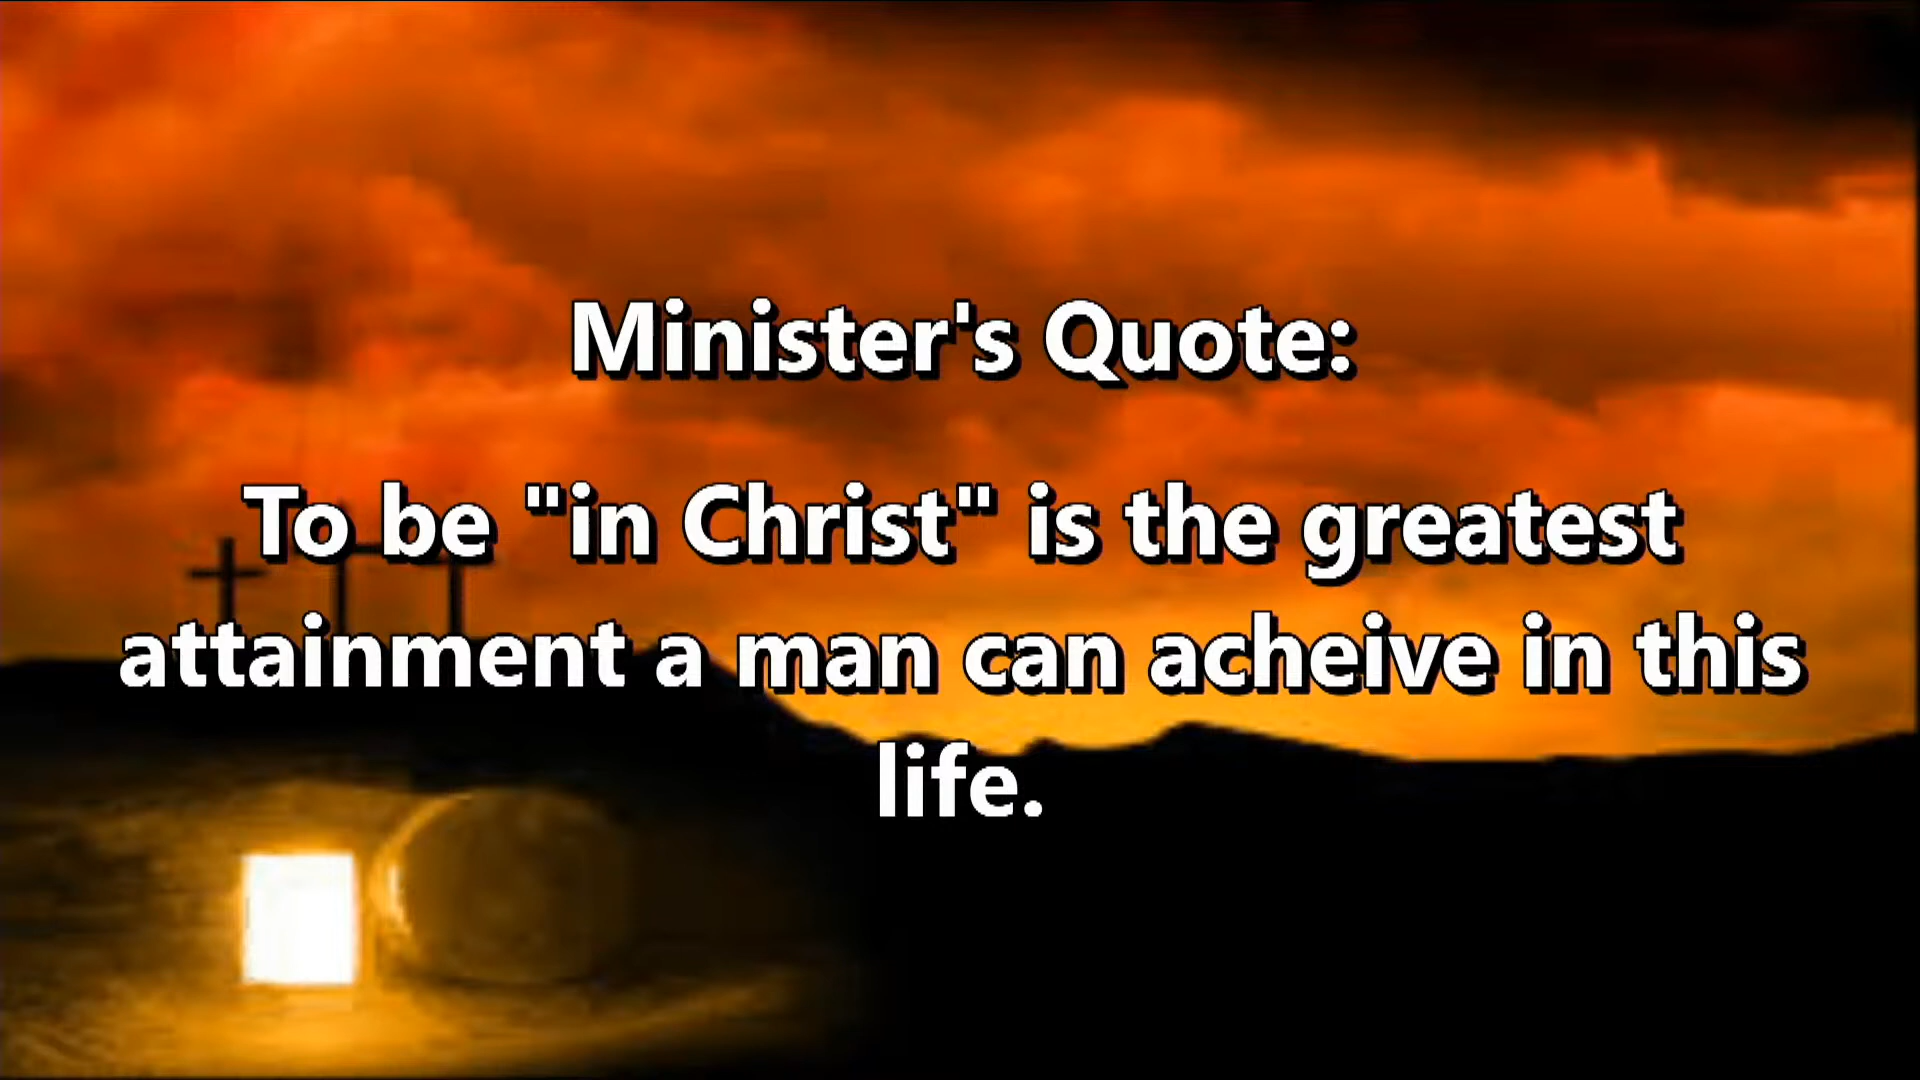 Minister's Quote:
To be "in Christ" is the greatest
attainment a man can acheive in this
life.